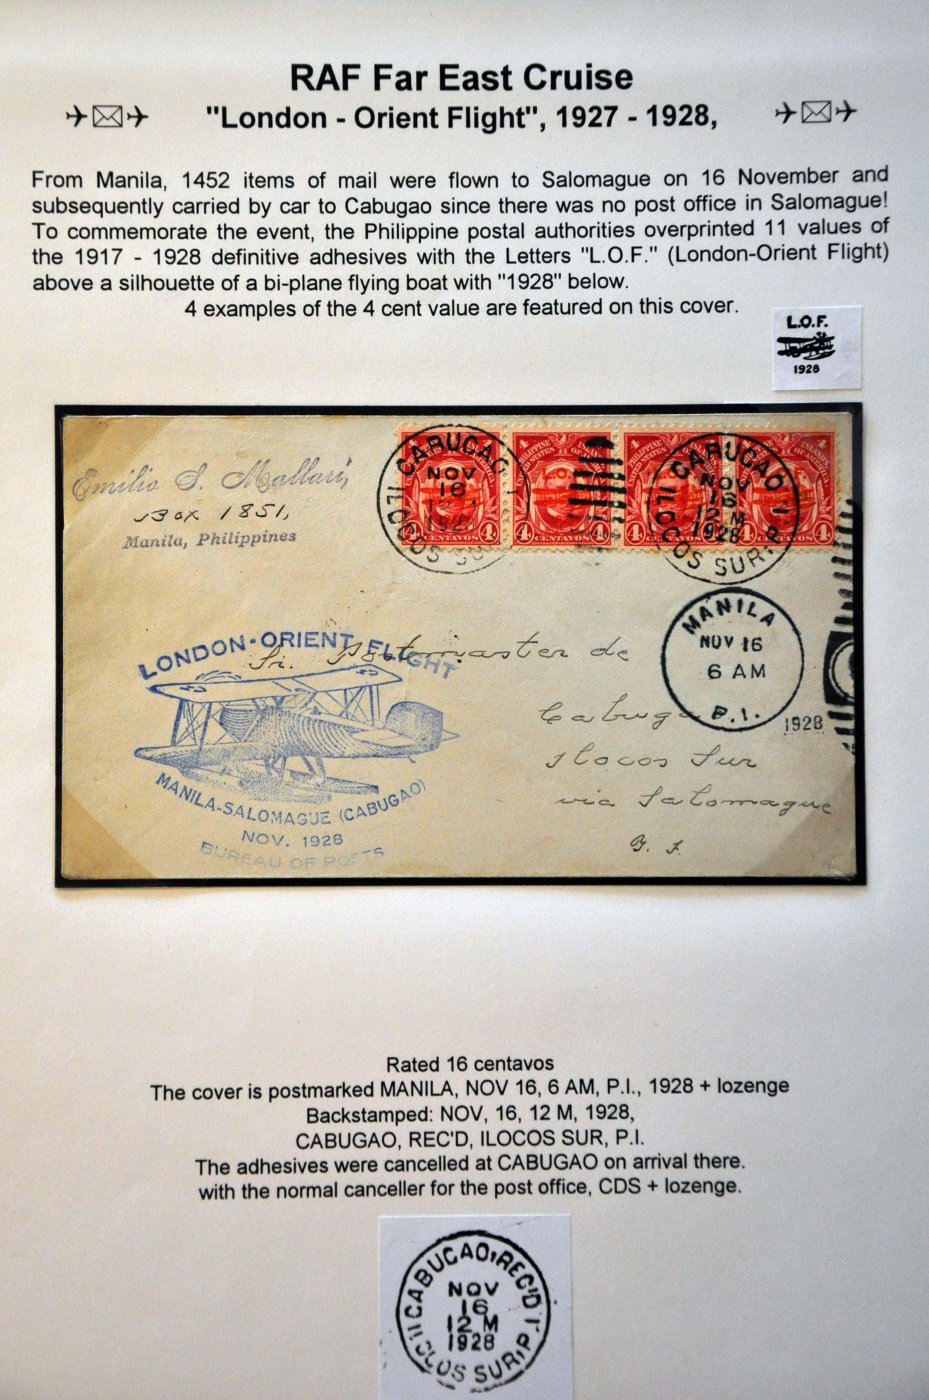 RAF Far East Cruise
"London - Orient Flight", 1927 - 1928,
From Manila, 1452 items of mail were flown to Salomague on 16 November and
subsequently carried by car to Cabugao since there was no post office in Salomague!
To commemorate the event, the Philippine postal authorities overprinted 11 values of
the 1917 - 1928 definitive adhesives with the Letters "L.O.F." (London-Orient Flight)
above a silhouette of a bi-plane flying boat with "1928" below.
4 examples of the 4 cent value are featured on this cover.
L.O.F.
1928
Emilio S. Mallari,
Box 1851,
Manila, Philippines
CABUGAO
NOV
16
1928
ILOCOS SUR
4 CENTAVOS 4
CABUGAO
NOV
16
12 M
1928
ILOCOS SUR, P.I.
MANILA
NOV 16
6 AM
P.I.
1928
LONDON-ORIENT FLIGHT
MANILA-SALOMAGUE (CABUGAO)
NOV. 1928
BUREAU OF POSTS
Sr. Postmaster de
Cabugao
Ilocos Sur
via Salomague
Rated 16 centavos
The cover is postmarked MANILA, NOV 16, 6 AM, P.I., 1928 + lozenge
Backstamped: NOV, 16, 12 M, 1928,
CABUGAO, REC'D, ILOCOS SUR, P.I.
The adhesives were cancelled at CABUGAO on arrival there.
with the normal canceller for the post office, CDS + lozenge.
CABUGAO, REC'D
NOV
16
12 M
1928
ILOCOS SUR, P.I.